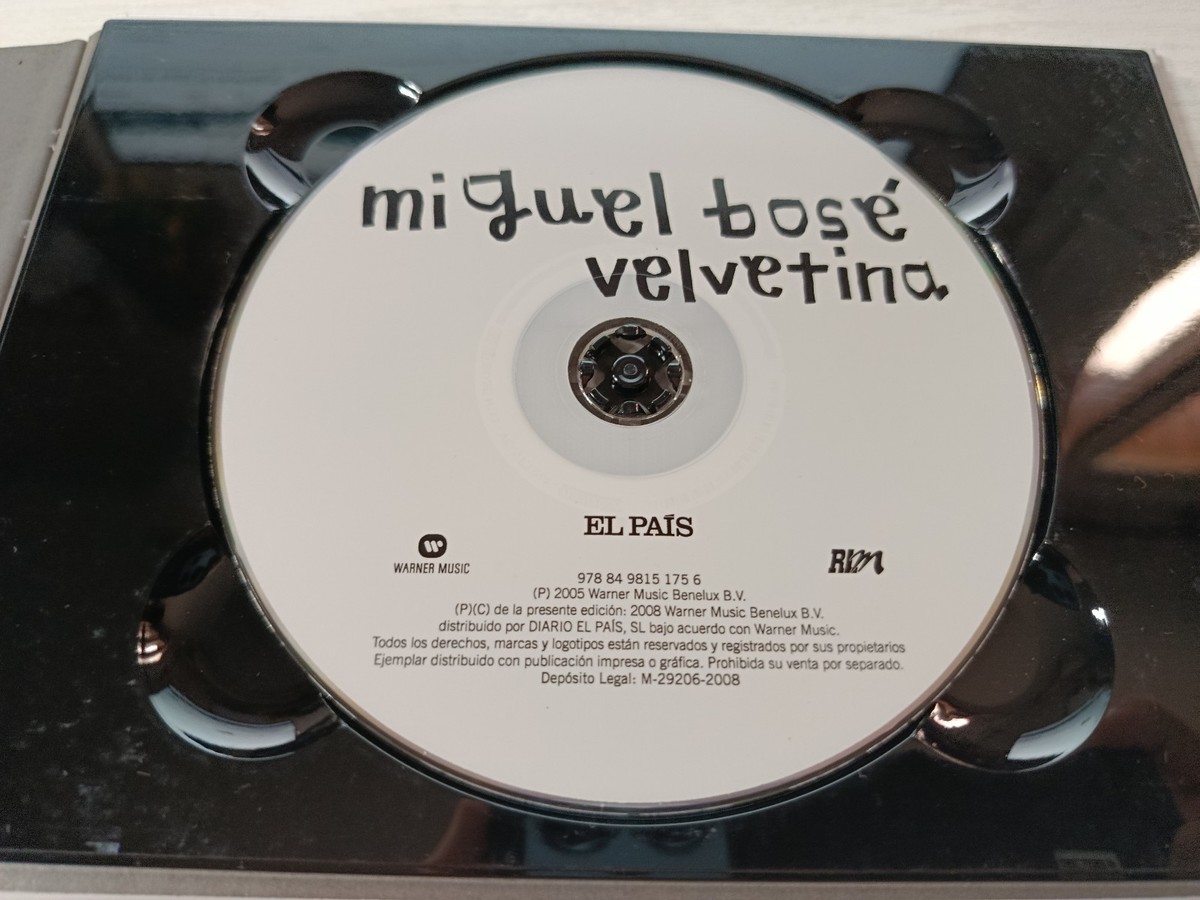 miguel bosé
velvetina
EL PAÍS
WARNER MUSIC
RLM
978 84 9815 175 6
(P) 2005 Warner Music Benelux B.V.
(P)(C) de la presente edición: 2008 Warner Music Benelux B.V.
distribuido por DIARIO EL PAÍS, SL bajo acuerdo con Warner Music.
Todos los derechos, marcas y logotipos están reservados y registrados por sus propietarios
Ejemplar distribuido con publicación impresa o gráfica. Prohibida su venta por separado.
Depósito Legal: M-29206-2008